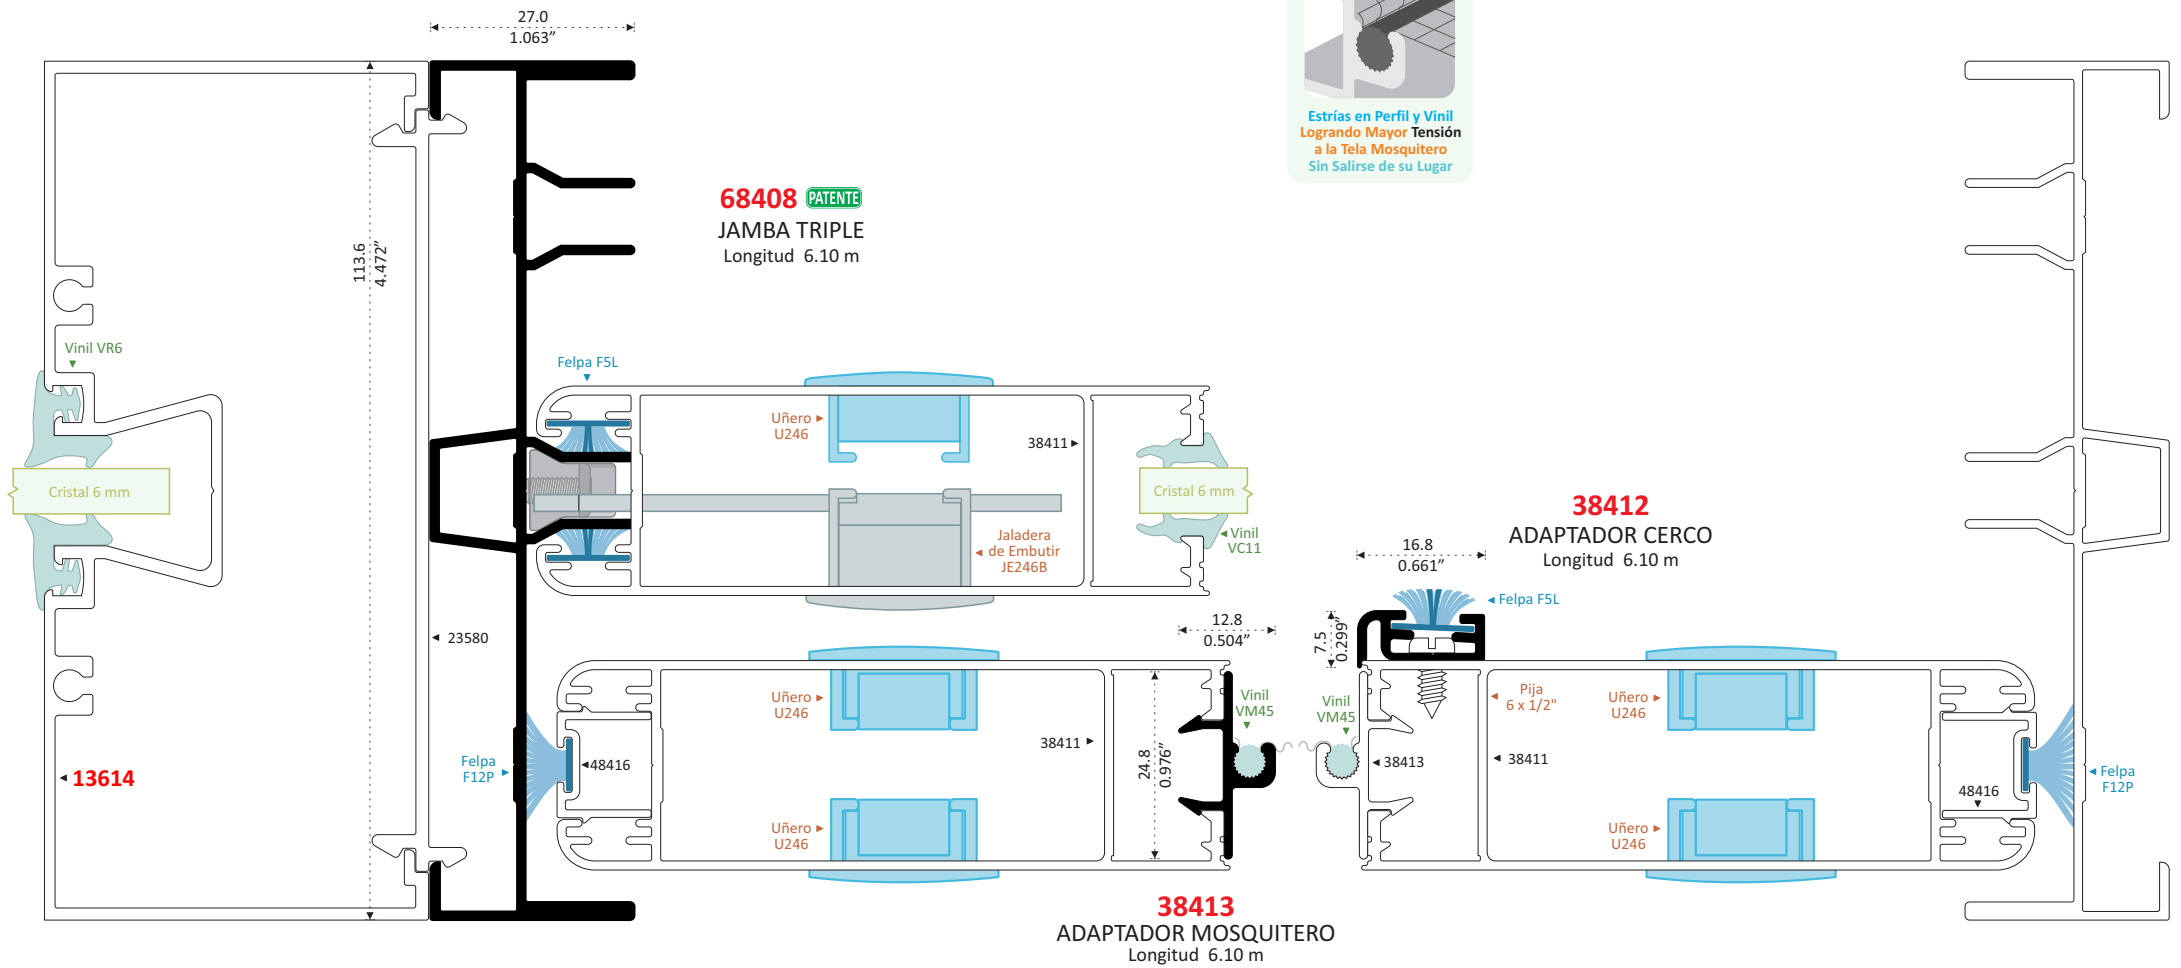 27.0
1.063”
Estrías en Perfil y Vinil
Logrando Mayor Tensión
a la Tela Mosquitero
Sin Salirse de su Lugar
68408 PATENTE
JAMBA TRIPLE
Longitud 6.10 m
113.6
4.472”
Vinil VR6
Felpa F5L
Uñero
U246
38411
Cristal 6 mm
Cristal 6 mm
Vinil
VC11
Jaladera
de Embutir
JE246B
38412
ADAPTADOR CERCO
Longitud 6.10 m
16.8
0.661”
Felpa F5L
7.5
0.299”
12.8
0.504”
23580
Uñero
U246
Vinil
VM45
Vinil
VM45
Pija
6 x 1/2"
Uñero
U246
38411
24.8
0.976”
38413
38411
13614
Felpa
F12P
48416
48416
Felpa
F12P
Uñero
U246
Uñero
U246
38413
ADAPTADOR MOSQUITERO
Longitud 6.10 m